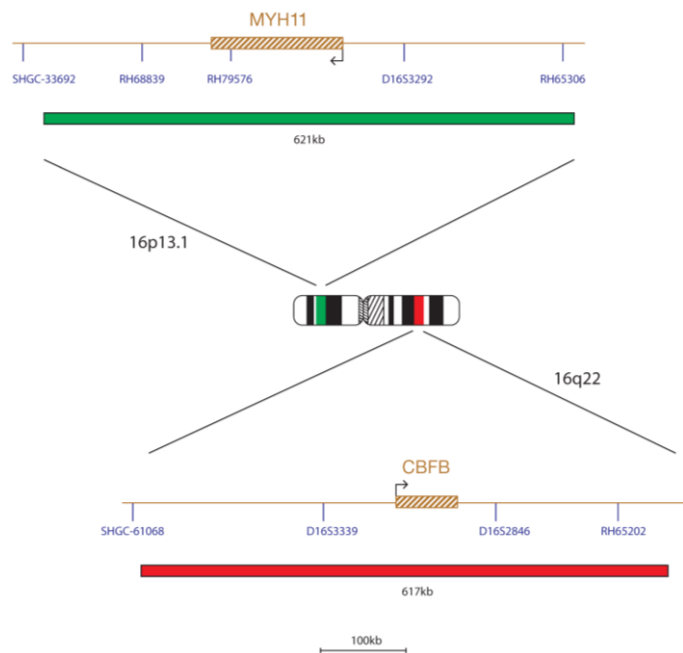 MYH11
SHGC-33692 RH68839 RH79576 D16S3292 RH65306
621kb
16p13.1
16q22
CBFB
SHGC-61068 D16S3339 D16S2846 RH65202
617kb
100kb